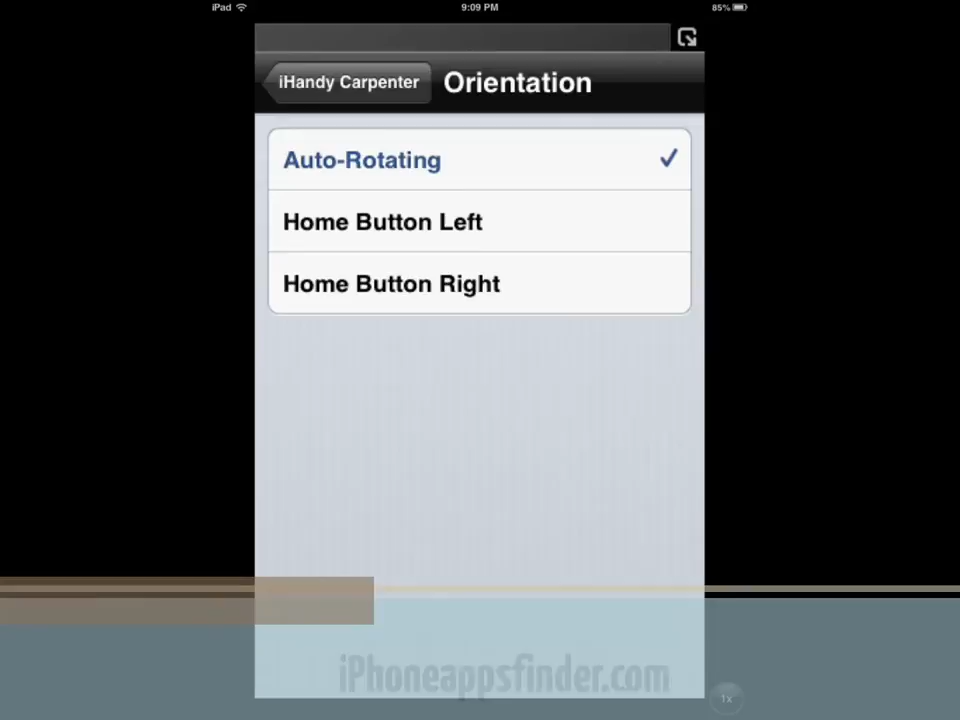 iPad 9:09 PM 85%
iHandy Carpenter Orientation
Auto-Rotating
Home Button Left
Home Button Right
iPhoneappsfinder.com
1x